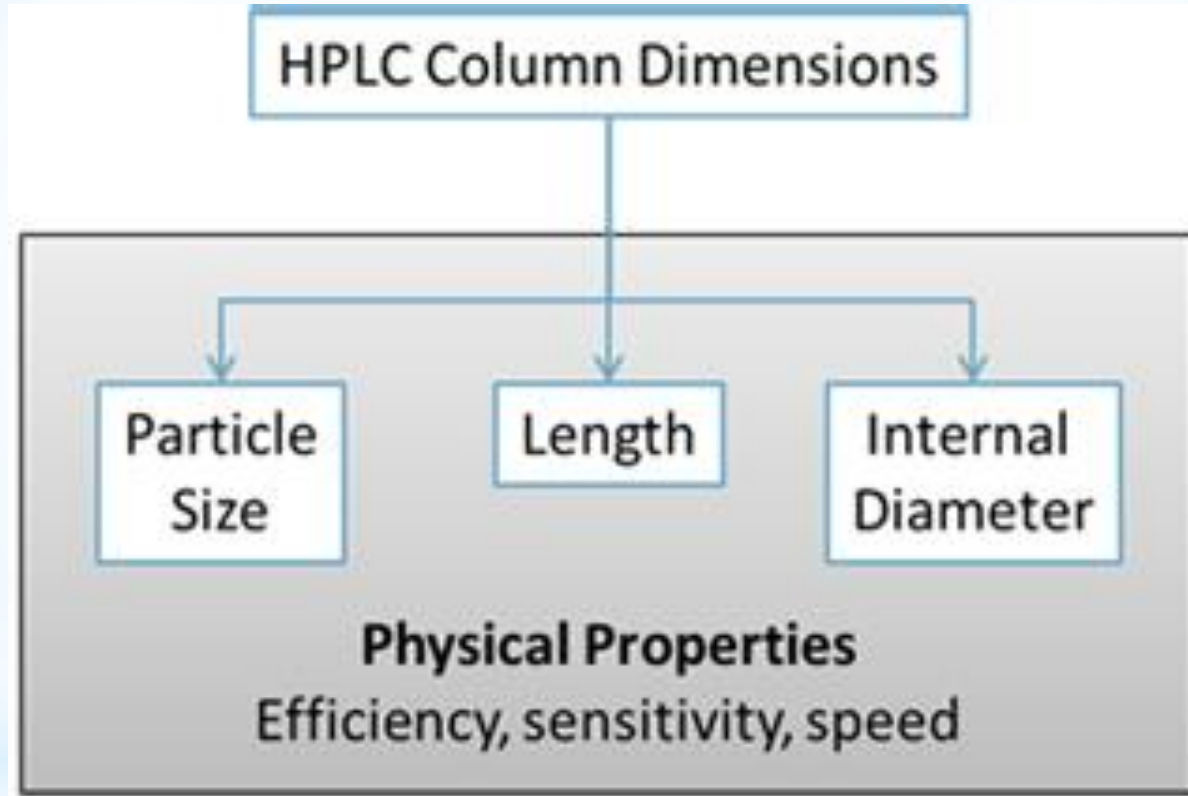 HPLC Column Dimensions
Particle
Size
Length
Internal
Diameter
Physical Properties
Efficiency, sensitivity, speed